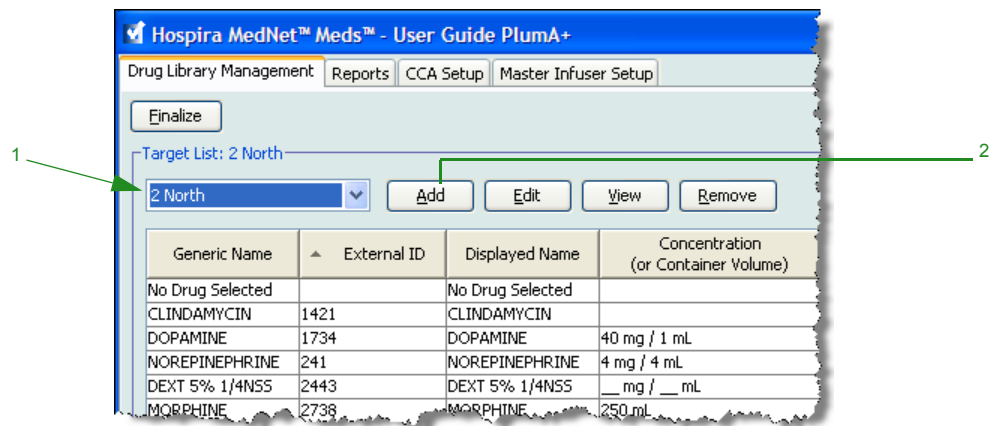 Hospira MedNet™ Meds™ - User Guide PlumA+
Drug Library Management Reports CCA Setup Master Infuser Setup
Finalize
Target List: 2 North
1 2
2 North Add Edit View Remove
Generic Name External ID Displayed Name Concentration
(or Container Volume)
No Drug Selected No Drug Selected
CLINDAMYCIN 1421 CLINDAMYCIN
DOPAMINE 1734 DOPAMINE 40 mg / 1 mL
NOREPINEPHRINE 241 NOREPINEPHRINE 4 mg / 4 mL
DEXT 5% 1/4NSS 2443 DEXT 5% 1/4NSS __ mg / __ mL
MORPHINE 2738 MORPHINE 250 mL